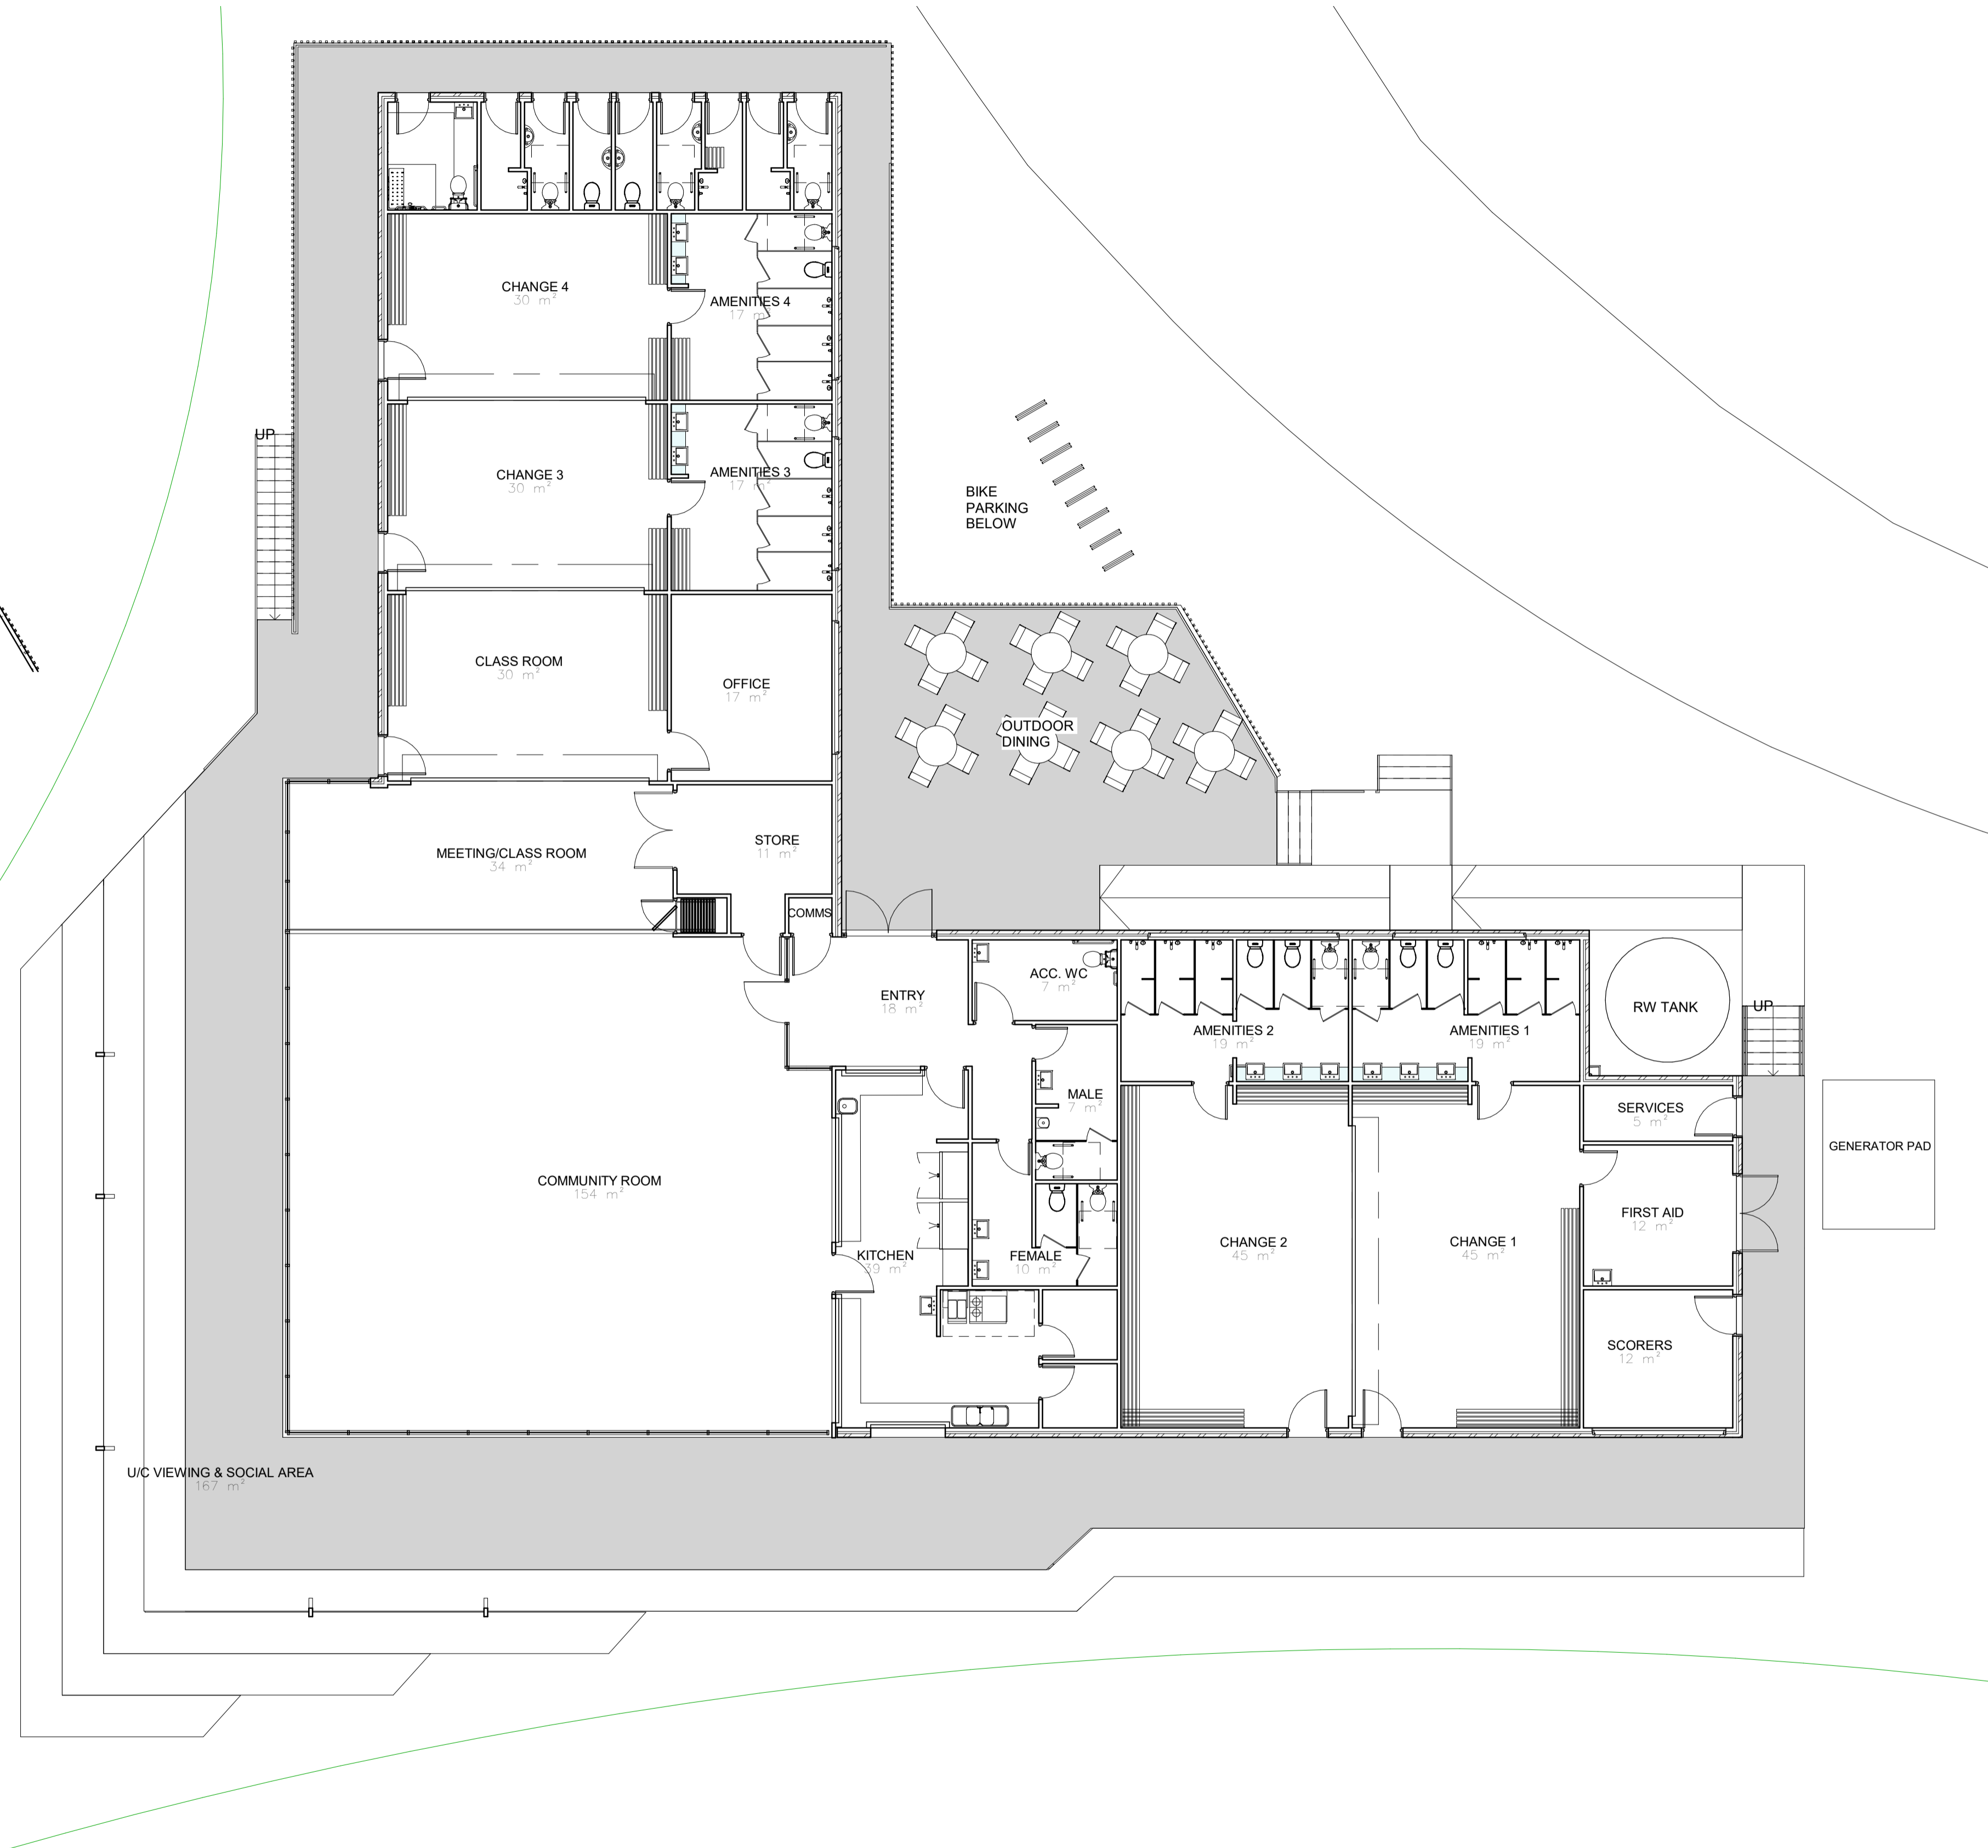 CHANGE 4
30 m²
AMENITIES 4
17 m²
UP
CHANGE 3
30 m²
AMENITIES 3
17 m²
BIKE
PARKING
BELOW
CLASS ROOM
30 m²
OFFICE
17 m²
OUTDOOR
DINING
MEETING/CLASS ROOM
34 m²
STORE
11 m²
COMMS
ENTRY
18 m²
ACC. WC
7 m²
AMENITIES 2
19 m²
AMENITIES 1
19 m²
RW TANK
UP
MALE
7 m²
SERVICES
5 m²
GENERATOR PAD
COMMUNITY ROOM
154 m²
KITCHEN
39 m²
FEMALE
10 m²
CHANGE 2
45 m²
CHANGE 1
45 m²
FIRST AID
12 m²
SCORERS
12 m²
U/C VIEWING & SOCIAL AREA
167 m²